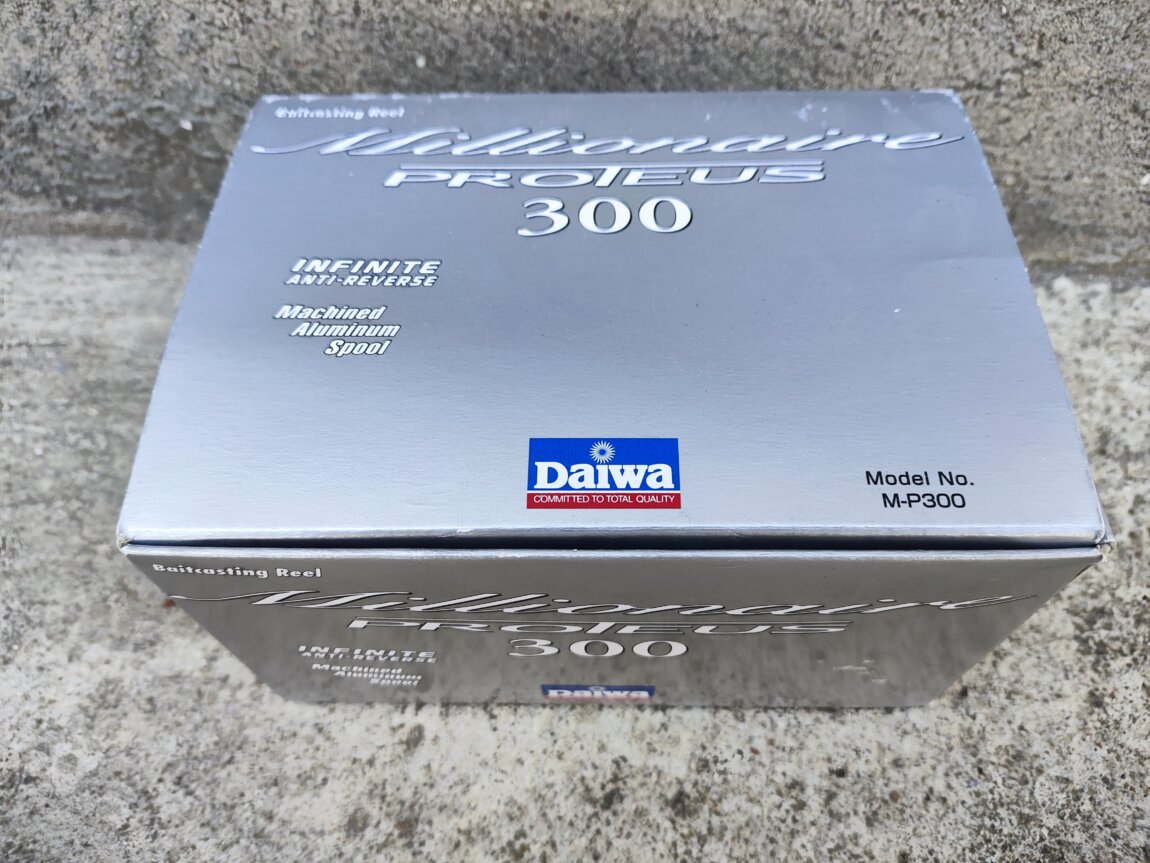 Baitcasting Reel
Millionaire
PROTEUS
300
INFINITE
ANTI-REVERSE
Machined
Aluminum
Spool
Daiwa
COMMITTED TO TOTAL QUALITY
Model No.
M-P300
Baitcasting Reel
Millionaire
PROTEUS
300
INFINITE
ANTI-REVERSE
Machined
Aluminum
Spool
Daiwa